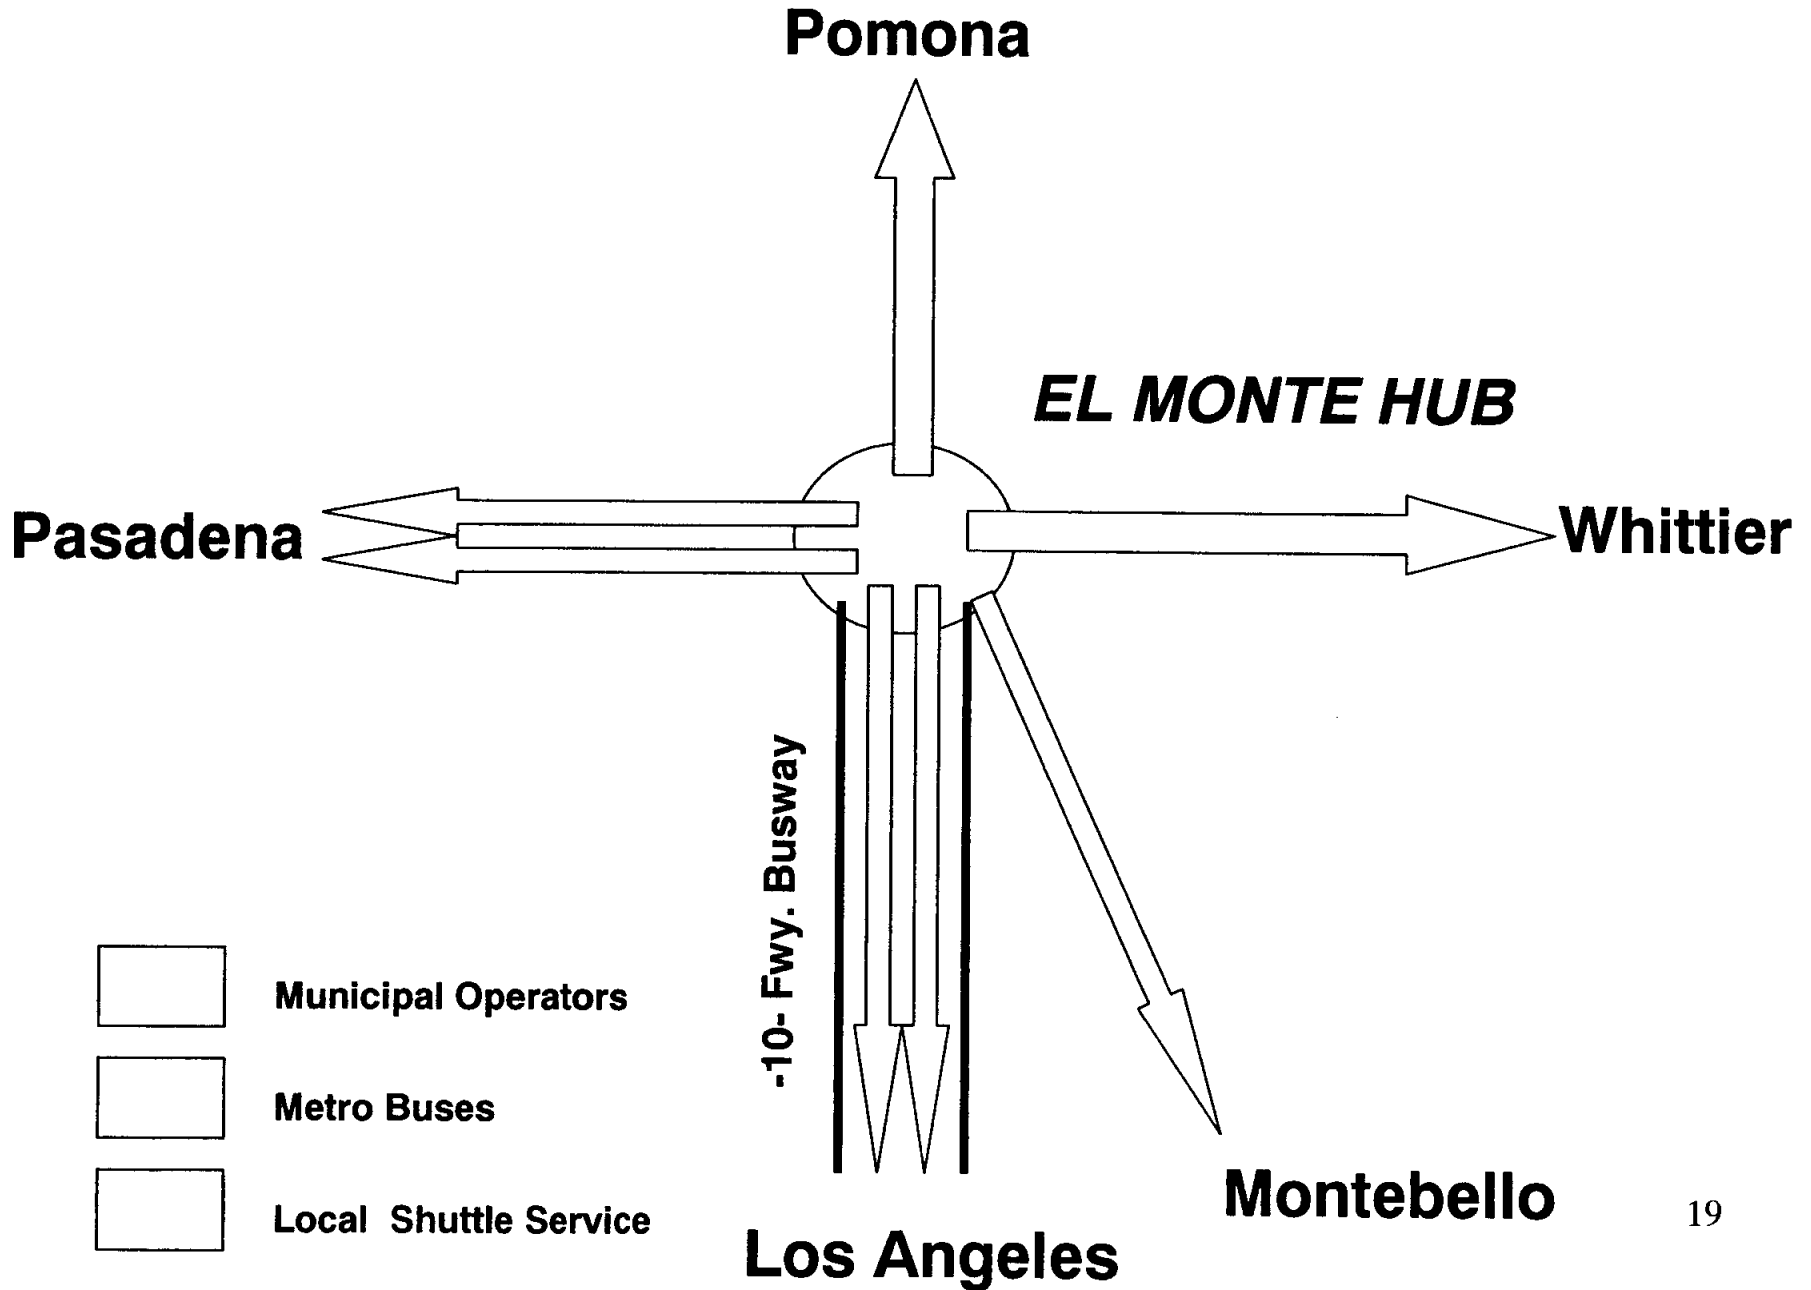 Pomona
EL MONTE HUB
Pasadena
Whittier
-10- Fwy. Busway
Municipal Operators
Metro Buses
Local Shuttle Service
Montebello
19
Los Angeles